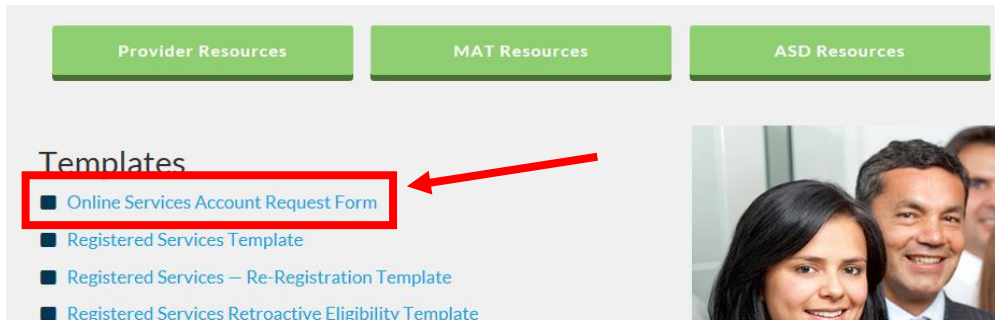 Provider Resources
MAT Resources
ASD Resources
Templates
Online Services Account Request Form
Registered Services Template
Registered Services — Re-Registration Template
Registered Services Retroactive Eligibility Template